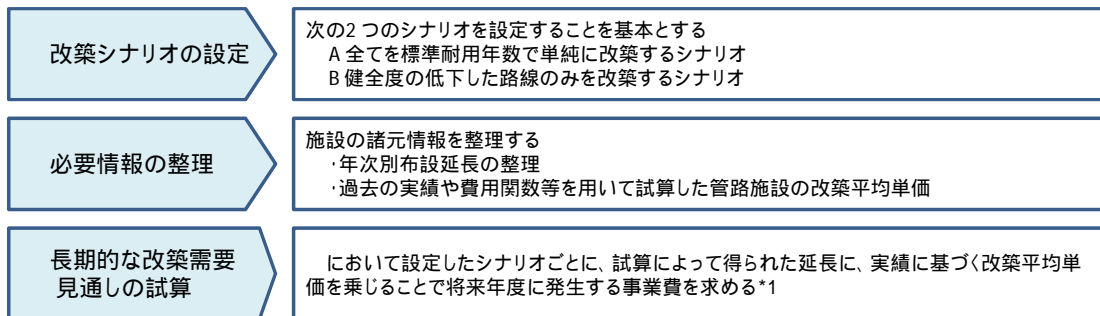 改築シナリオの設定
次の2 つのシナリオを設定することを基本とする
A 全てを標準耐用年数で単純に改築するシナリオ
B 健全度の低下した路線のみを改築するシナリオ
必要情報の整理
施設の諸元情報を整理する
・年次別布設延長の整理
・過去の実績や費用関数等を用いて試算した管路施設の改築平均単価
長期的な改築需要
見通しの試算
において設定したシナリオごとに、試算によって得られた延長に、実績に基づく改築平均単
価を乗じることで将来年度に発生する事業費を求める*1